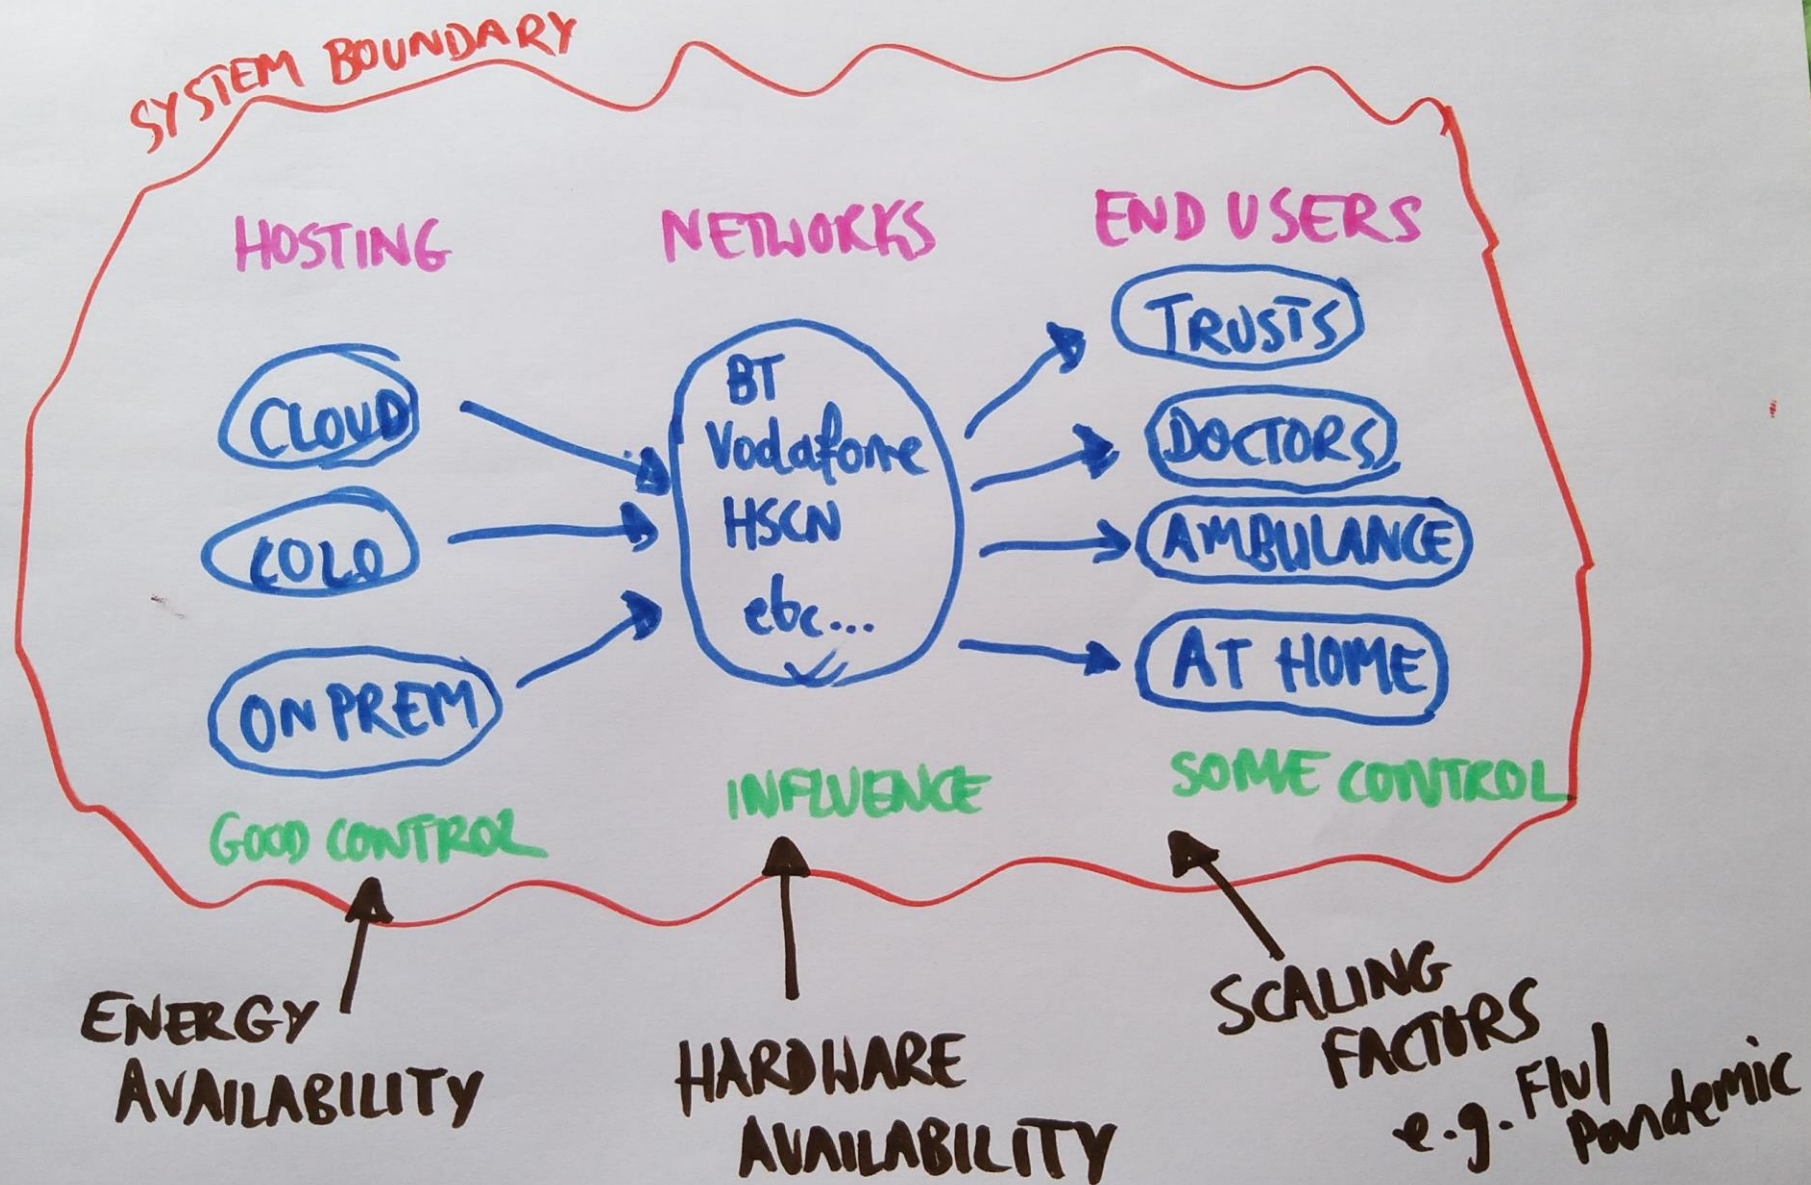 SYSTEM BOUNDARY
HOSTING
NETWORKS
END USERS
CLOUD
COLO
ON PREM
BT
Vodafone
HSCN
etc...
TRUSTS
DOCTORS
AMBULANCE
AT HOME
GOOD CONTROL
INFLUENCE
SOME CONTROL
ENERGY
AVAILABILITY
HARDWARE
AVAILABILITY
SCALING
FACTORS
e.g. Flu/
Pandemic